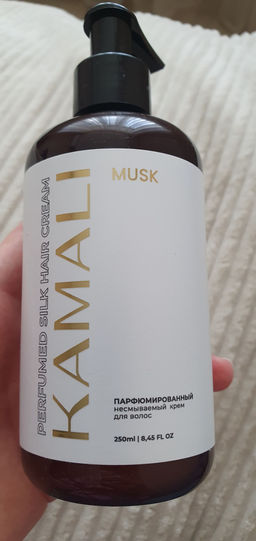 PERFUMED SILK HAIR CREAM
KAMALI
MUSK
ПАРФЮМИРОВАННЫЙ
несмываемый крем
для волос
250ml | 8,45 FL OZ